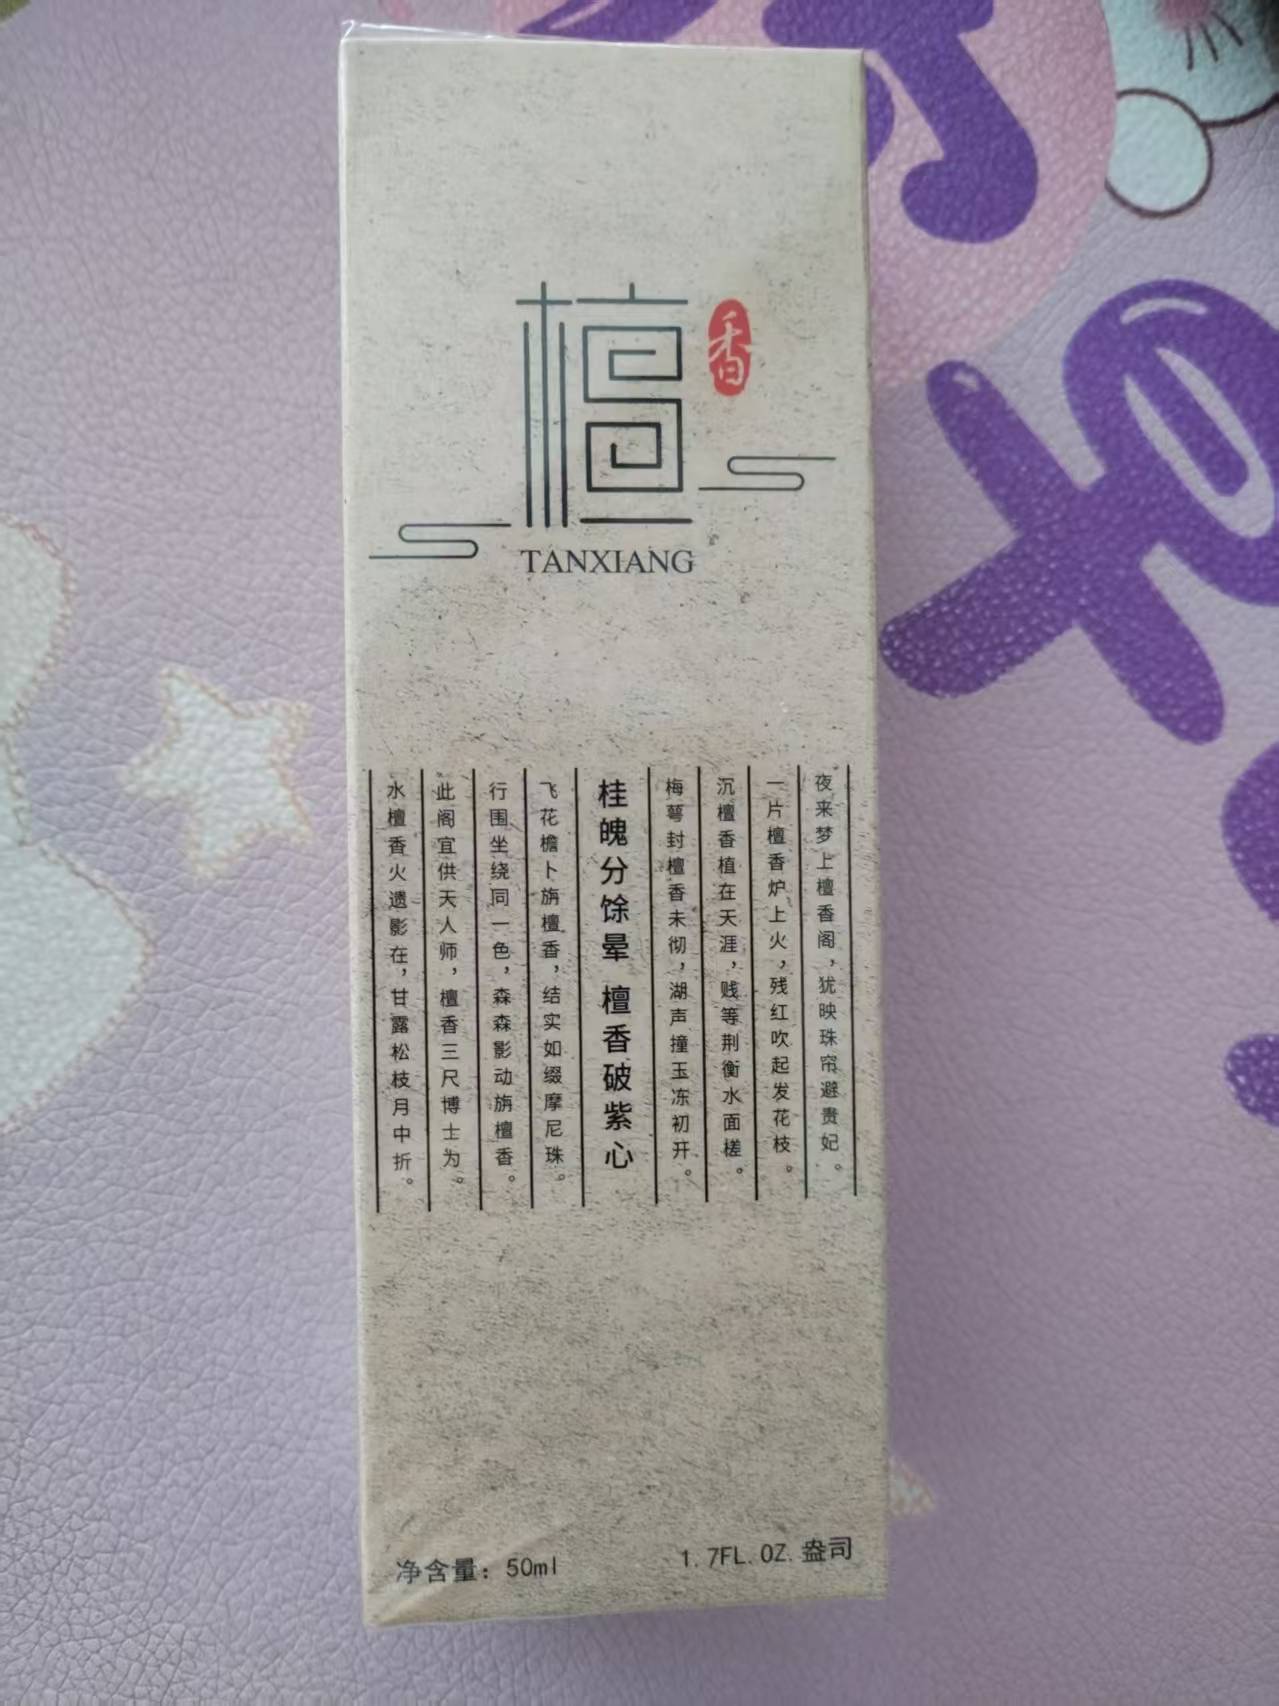 檀
香
TANXIANG
夜来梦上檀香阁，犹映珠帘避贵妃。
一片檀香炉上火，残红吹起发花枝。
沉檀香植在天涯，贱等荆衡水面槎。
梅萼封檀香未彻，湖声撞玉冻初开。
桂魄分馀晕 檀香破紫心
飞花檐卜旃檀香，结实如缀摩尼珠。
行围坐绕同一色，森森影动旃檀香。
此阁宜供天人师，檀香三尺博士为。
水檀香火遗影在，甘露松枝月中折。
净含量：50ml
1.7FL.OZ.盎司